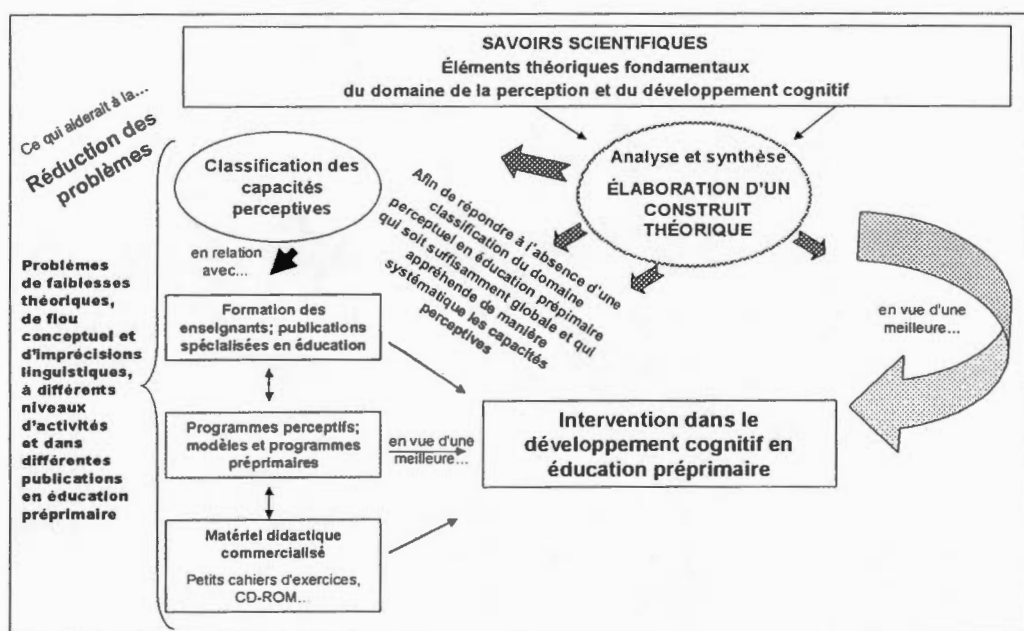 SAVOIRS SCIENTIFIQUES
Éléments théoriques fondamentaux
du domaine de la perception et du développement cognitif
Ce qui aiderait à la...
Réduction des
problèmes
Classification des
capacités
perceptives
Analyse et synthèse
ÉLABORATION D'UN
CONSTRUIT
THÉORIQUE
Afin de répondre à l'absence d'une
classification du domaine
perceptuel en éducation prépimaire
qui soit suffisamment globale et qui
appréhende de manière
systématique les capacités
perceptives
en relation
avec...
Problèmes
de faiblesses
théoriques,
de flou
conceptuel et
d'imprécisions
linguistiques,
à différents
niveaux
d'activités
et dans
différentes
publications
en éducation
préprimaire
Formation des
enseignants; publications
spécialisées en éducation
en vue d'une
meilleure...
Programmes perceptifs;
modèles et programmes
préprimaires
en vue d'une
meilleure...
Intervention dans le
développement cognitif en
éducation préprimaire
Matériel didactique
commercialisé
Petits cahiers d'exercices,
CD-ROM...